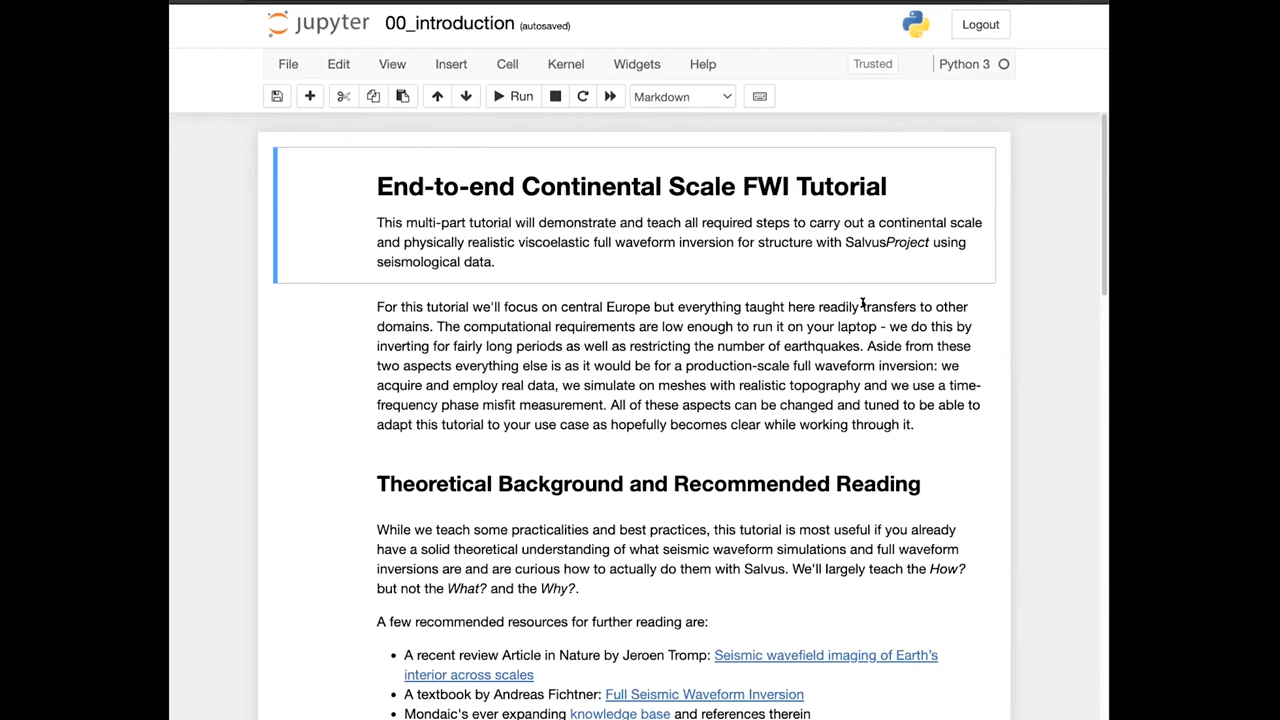 jupyter 00_introduction (autosaved) Logout
File Edit View Insert Cell Kernel Widgets Help Trusted Python 3
Run Markdown
End-to-end Continental Scale FWI Tutorial
This multi-part tutorial will demonstrate and teach all required steps to carry out a continental scale
and physically realistic viscoelastic full waveform inversion for structure with SalvusProject using
seismological data.
For this tutorial we'll focus on central Europe but everything taught here readily transfers to other
domains. The computational requirements are low enough to run it on your laptop - we do this by
inverting for fairly long periods as well as restricting the number of earthquakes. Aside from these
two aspects everything else is as it would be for a production-scale full waveform inversion: we
acquire and employ real data, we simulate on meshes with realistic topography and we use a time-
frequency phase misfit measurement. All of these aspects can be changed and tuned to be able to
adapt this tutorial to your use case as hopefully becomes clear while working through it.
Theoretical Background and Recommended Reading
While we teach some practicalities and best practices, this tutorial is most useful if you already
have a solid theoretical understanding of what seismic waveform simulations and full waveform
inversions are and are curious how to actually do them with Salvus. We'll largely teach the How?
but not the What? and the Why?.
A few recommended resources for further reading are:
• A recent review Article in Nature by Jeroen Tromp: Seismic wavefield imaging of Earth's
interior across scales
• A textbook by Andreas Fichtner: Full Seismic Waveform Inversion
• Mondaic's ever expanding knowledge base and references therein